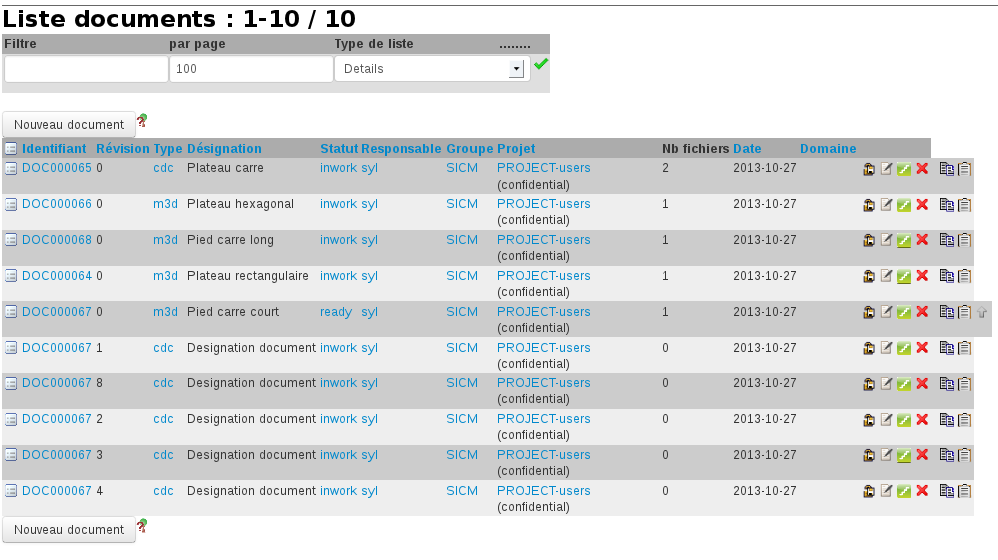 Liste documents : 1-10 / 10
Filtre par page Type de liste ........
100 Details
Nouveau document
Identifiant Révision Type Désignation Statut Responsable Groupe Projet Nb fichiers Date Domaine
DOC000065 0 cdc Plateau carre inwork syl SICM PROJECT-users 2 2013-10-27
(confidential)
DOC000066 0 m3d Plateau hexagonal inwork syl SICM PROJECT-users 1 2013-10-27
(confidential)
DOC000068 0 m3d Pied carre long inwork syl SICM PROJECT-users 1 2013-10-27
(confidential)
DOC000064 0 m3d Plateau rectangulaire inwork syl SICM PROJECT-users 1 2013-10-27
(confidential)
DOC000067 0 m3d Pied carre court ready syl SICM PROJECT-users 1 2013-10-27
(confidential)
DOC000067 1 cdc Designation document inwork syl SICM PROJECT-users 0 2013-10-27
(confidential)
DOC000067 8 cdc Designation document inwork syl SICM PROJECT-users 0 2013-10-27
(confidential)
DOC000067 2 cdc Designation document inwork syl SICM PROJECT-users 0 2013-10-27
(confidential)
DOC000067 3 cdc Designation document inwork syl SICM PROJECT-users 0 2013-10-27
(confidential)
DOC000067 4 cdc Designation document inwork syl SICM PROJECT-users 0 2013-10-27
(confidential)
Nouveau document